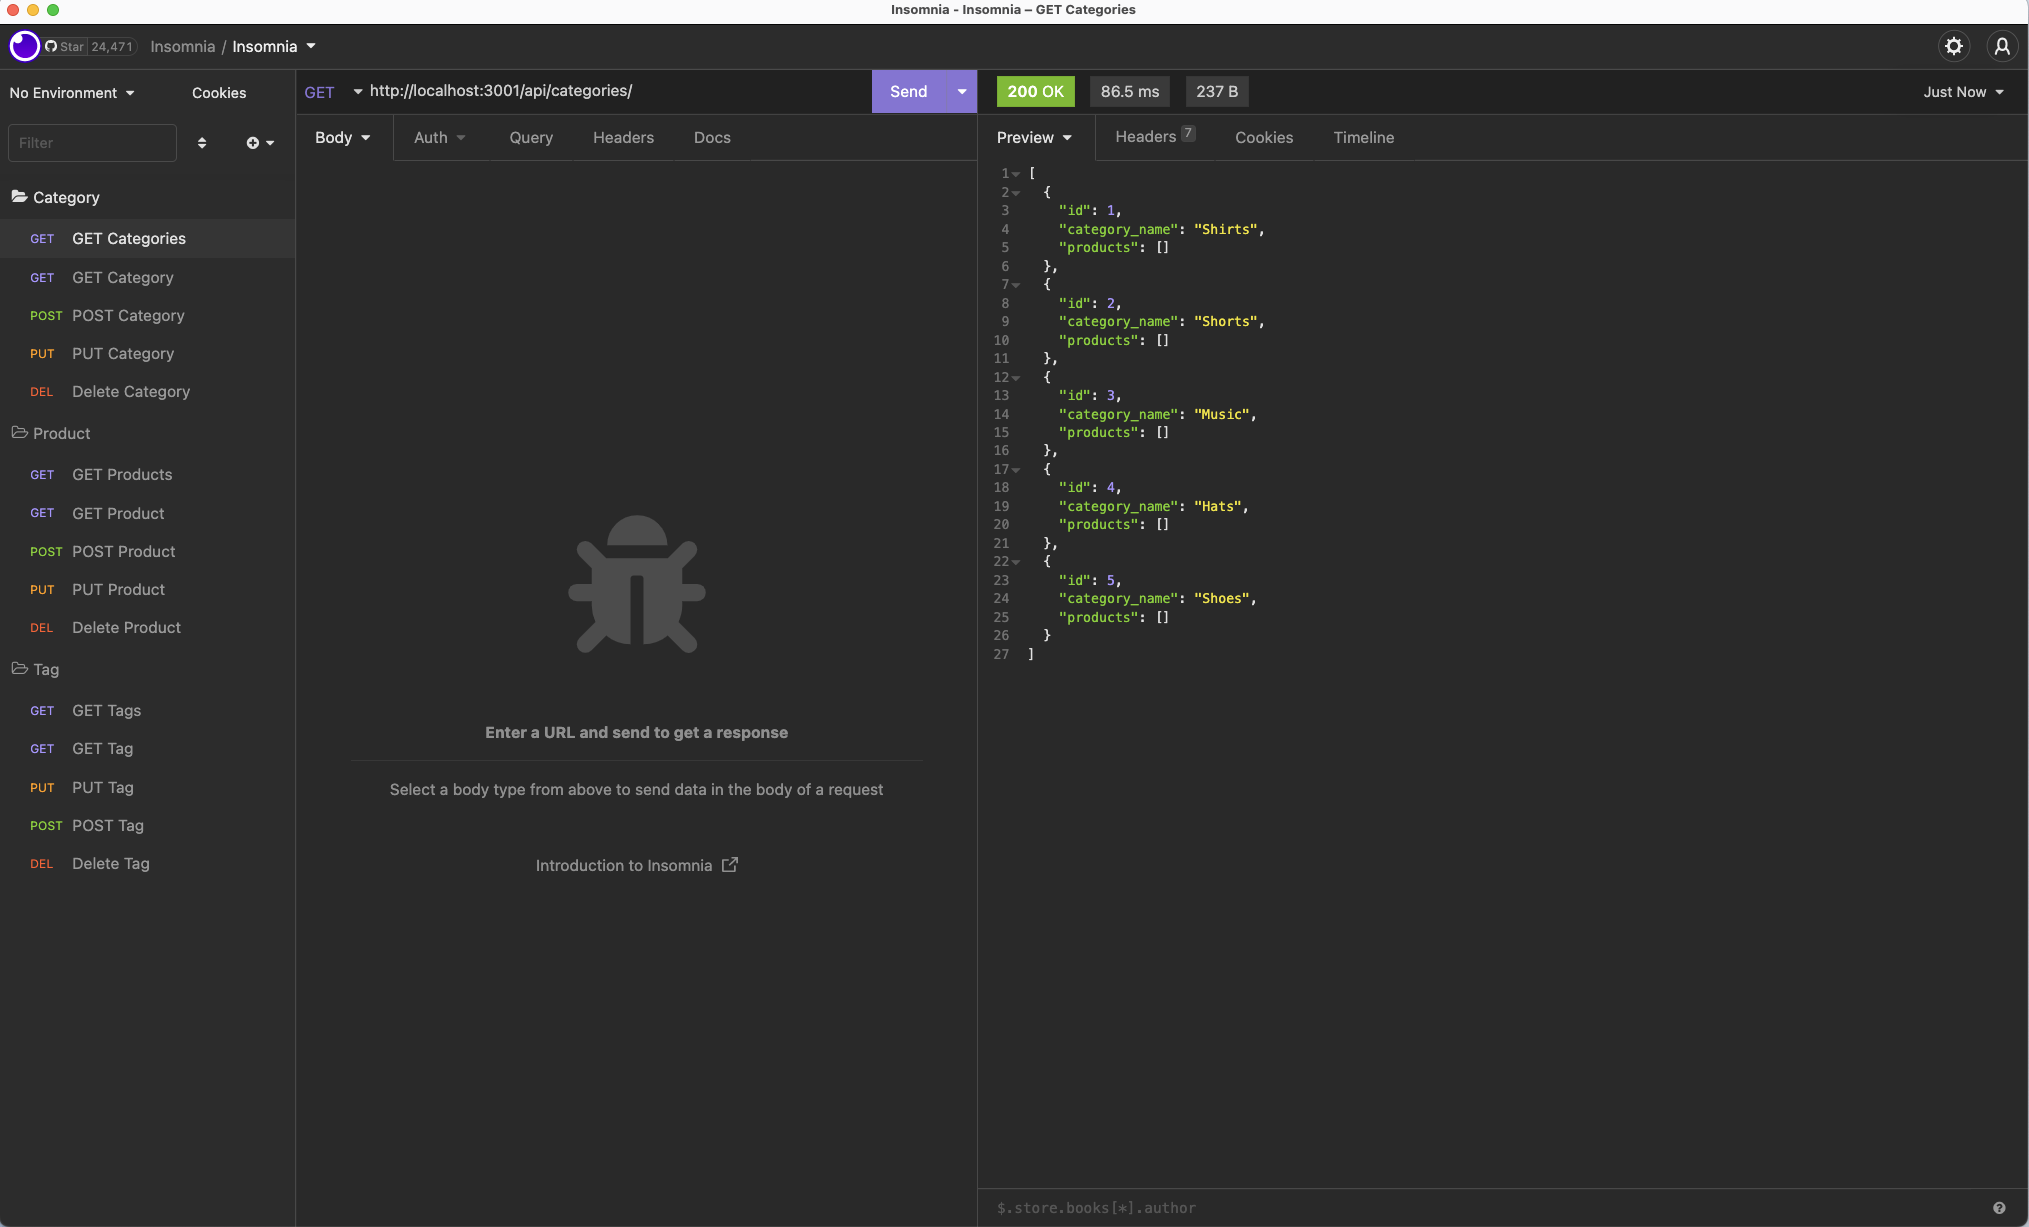 Insomnia - Insomnia – GET Categories
Star 24,471 Insomnia / Insomnia
No Environment Cookies
Filter
Category
GET GET Categories
GET GET Category
POST POST Category
PUT PUT Category
DEL Delete Category
Product
GET GET Products
GET GET Product
POST POST Product
PUT PUT Product
DEL Delete Product
Tag
GET GET Tags
GET GET Tag
PUT PUT Tag
POST POST Tag
DEL Delete Tag
GET http://localhost:3001/api/categories/ Send
Body Auth Query Headers Docs
Enter a URL and send to get a response
Select a body type from above to send data in the body of a request
Introduction to Insomnia
200 OK 86.5 ms 237 B Just Now
Preview Headers 7 Cookies Timeline
1 [
2 {
3 "id": 1,
4 "category_name": "Shirts",
5 "products": []
6 },
7 {
8 "id": 2,
9 "category_name": "Shorts",
10 "products": []
11 },
12 {
13 "id": 3,
14 "category_name": "Music",
15 "products": []
16 },
17 {
18 "id": 4,
19 "category_name": "Hats",
20 "products": []
21 },
22 {
23 "id": 5,
24 "category_name": "Shoes",
25 "products": []
26 }
27 ]
$.store.books[*].author